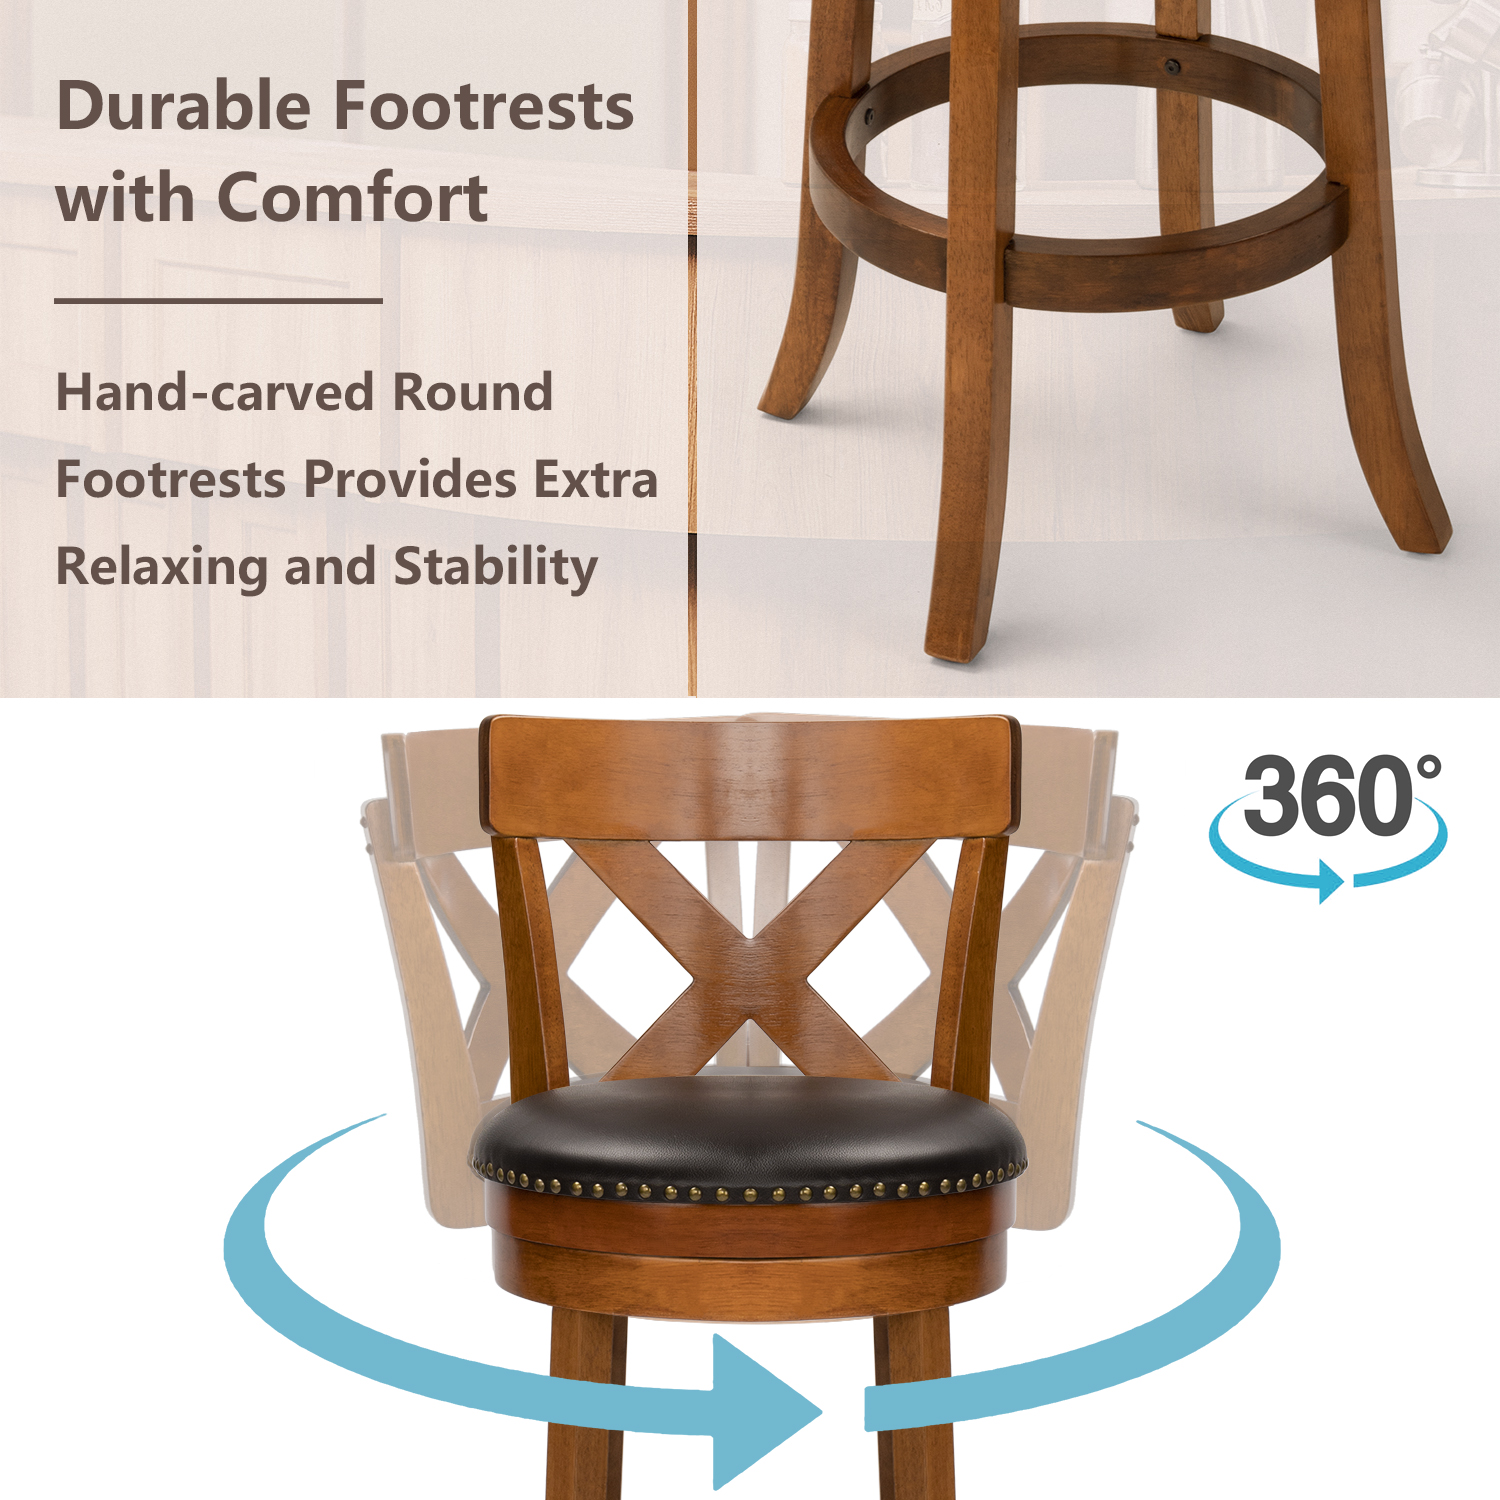 Durable Footrests
with Comfort
Hand-carved Round
Footrests Provides Extra
Relaxing and Stability
360°